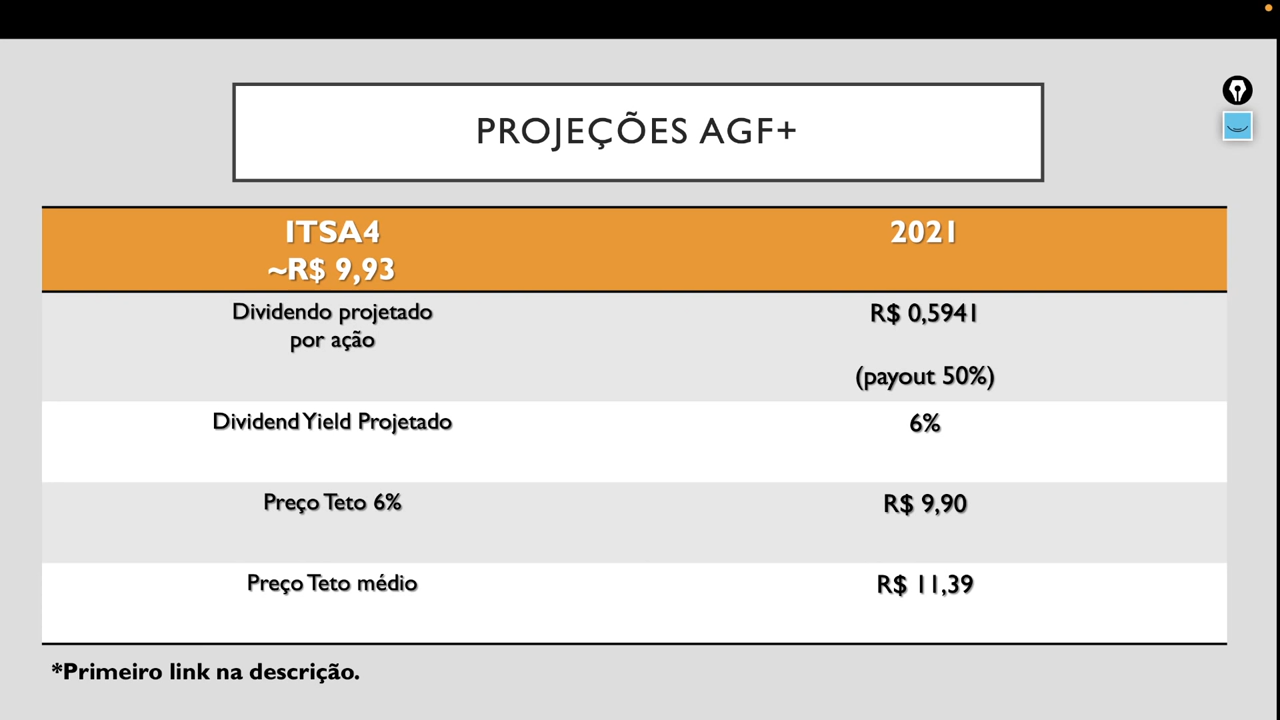 PROJEÇÕES AGF+
ITSA4
~R$ 9,93
2021
Dividendo projetado
por ação
R$ 0,5941
(payout 50%)
Dividend Yield Projetado
6%
Preço Teto 6%
R$ 9,90
Preço Teto médio
R$ 11,39
*Primeiro link na descrição.